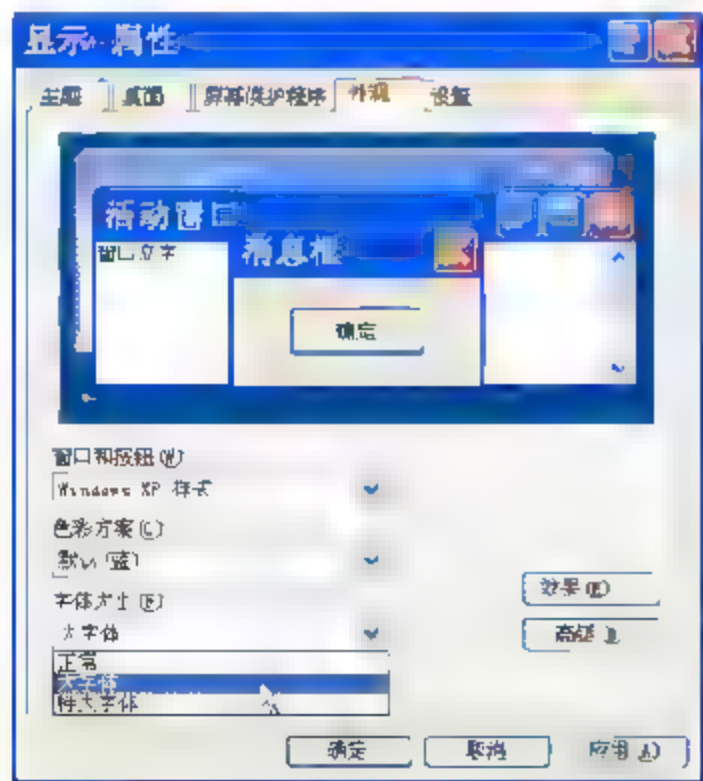 显示 属性
主题 桌面 屏幕保护程序 外观 设置
活动窗口
窗口文字
消息框
确定
窗口和按钮(W)
Windows XP 样式
色彩方案(C)
默认(蓝)
字体大小(F)
大字体
正常
大字体
特大字体
效果(E)
高级
确定 取消 应用(A)